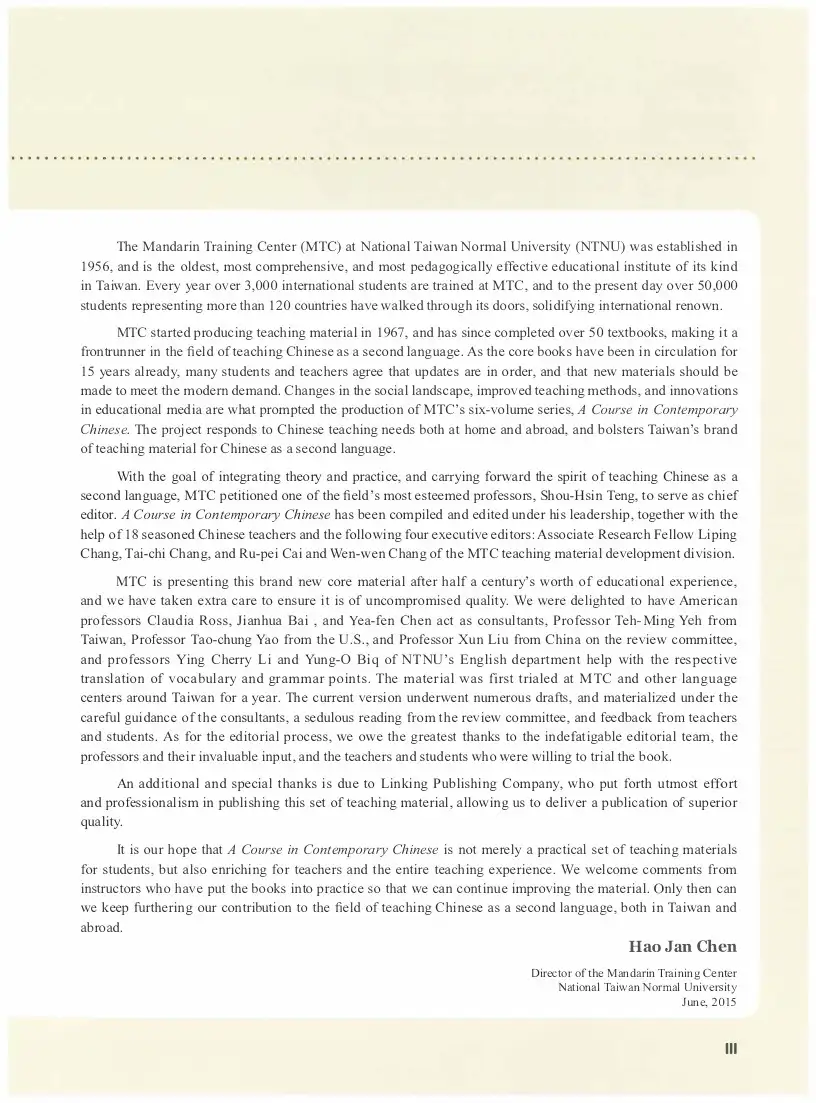 The Mandarin Training Center (MTC) at National Taiwan Normal University (NTNU) was established in
1956, and is the oldest, most comprehensive, and most pedagogically effective educational institute of its kind
in Taiwan. Every year over 3,000 international students are trained at MTC, and to the present day over 50,000
students representing more than 120 countries have walked through its doors, solidifying international renown.
MTC started producing teaching material in 1967, and has since completed over 50 textbooks, making it a
frontrunner in the field of teaching Chinese as a second language. As the core books have been in circulation for
15 years already, many students and teachers agree that updates are in order, and that new materials should be
made to meet the modern demand. Changes in the social landscape, improved teaching methods, and innovations
in educational media are what prompted the production of MTC's six-volume series, A Course in Contemporary
Chinese. The project responds to Chinese teaching needs both at home and abroad, and bolsters Taiwan's brand
of teaching material for Chinese as a second language.
With the goal of integrating theory and practice, and carrying forward the spirit of teaching Chinese as a
second language, MTC petitioned one of the field's most esteemed professors, Shou-Hsin Teng, to serve as chief
editor. A Course in Contemporary Chinese has been compiled and edited under his leadership, together with the
help of 18 seasoned Chinese teachers and the following four executive editors: Associate Research Fellow Liping
Chang, Tai-chi Chang, and Ru-pei Cai and Wen-wen Chang of the MTC teaching material development division.
MTC is presenting this brand new core material after half a century's worth of educational experience,
and we have taken extra care to ensure it is of uncompromised quality. We were delighted to have American
professors Claudia Ross, Jianhua Bai , and Yea-fen Chen act as consultants, Professor Teh-Ming Yeh from
Taiwan, Professor Tao-chung Yao from the U.S., and Professor Xun Liu from China on the review committee,
and professors Ying Cherry Li and Yung-O Biq of NTNU's English department help with the respective
translation of vocabulary and grammar points. The material was first trialed at MTC and other language
centers around Taiwan for a year. The current version underwent numerous drafts, and materialized under the
careful guidance of the consultants, a sedulous reading from the review committee, and feedback from teachers
and students. As for the editorial process, we owe the greatest thanks to the indefatigable editorial team, the
professors and their invaluable input, and the teachers and students who were willing to trial the book.
An additional and special thanks is due to Linking Publishing Company, who put forth utmost effort
and professionalism in publishing this set of teaching material, allowing us to deliver a publication of superior
quality.
It is our hope that A Course in Contemporary Chinese is not merely a practical set of teaching materials
for students, but also enriching for teachers and the entire teaching experience. We welcome comments from
instructors who have put the books into practice so that we can continue improving the material. Only then can
we keep furthering our contribution to the field of teaching Chinese as a second language, both in Taiwan and
abroad.
Hao Jan Chen
Director of the Mandarin Training Center
National Taiwan Normal University
June, 2015
III